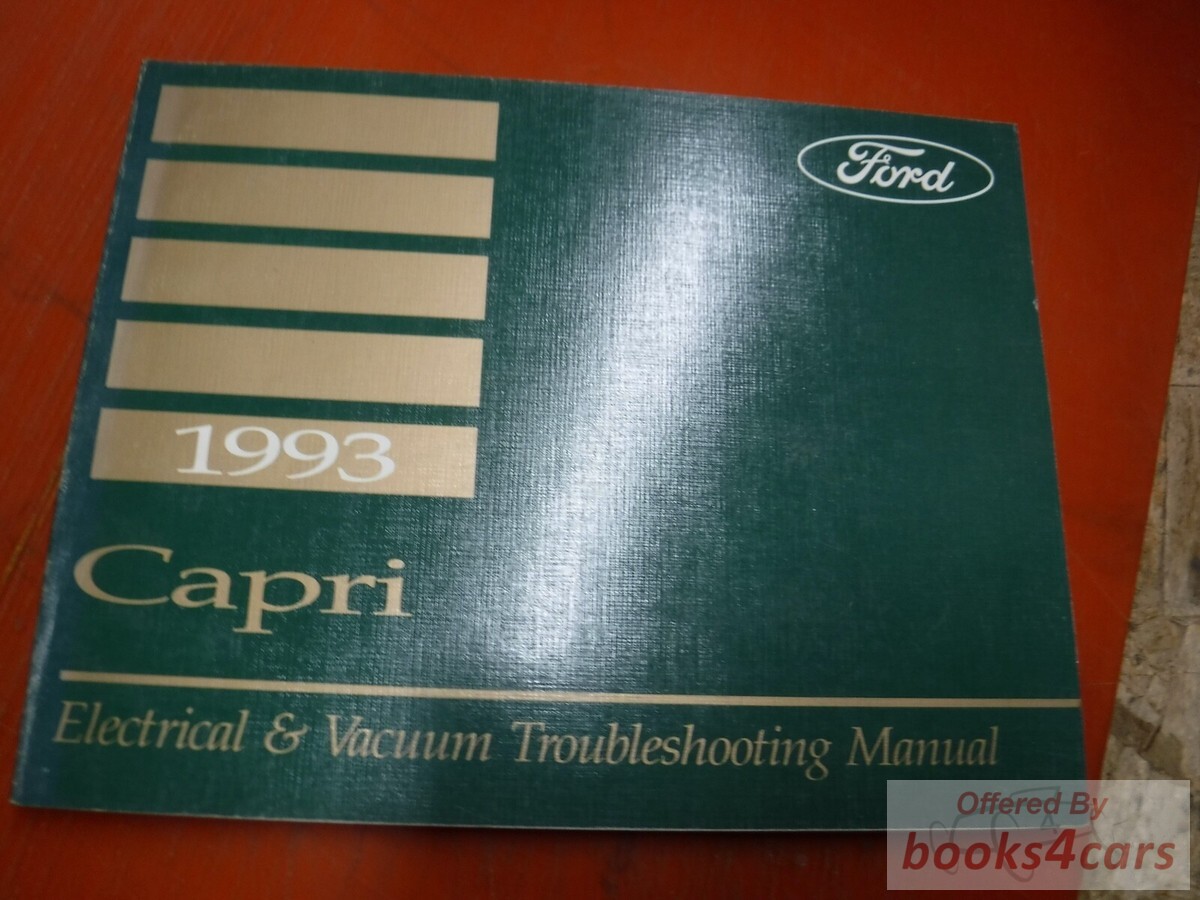 Ford
1993
Capri
Electrical & Vacuum Troubleshooting Manual
Offered By
books4cars